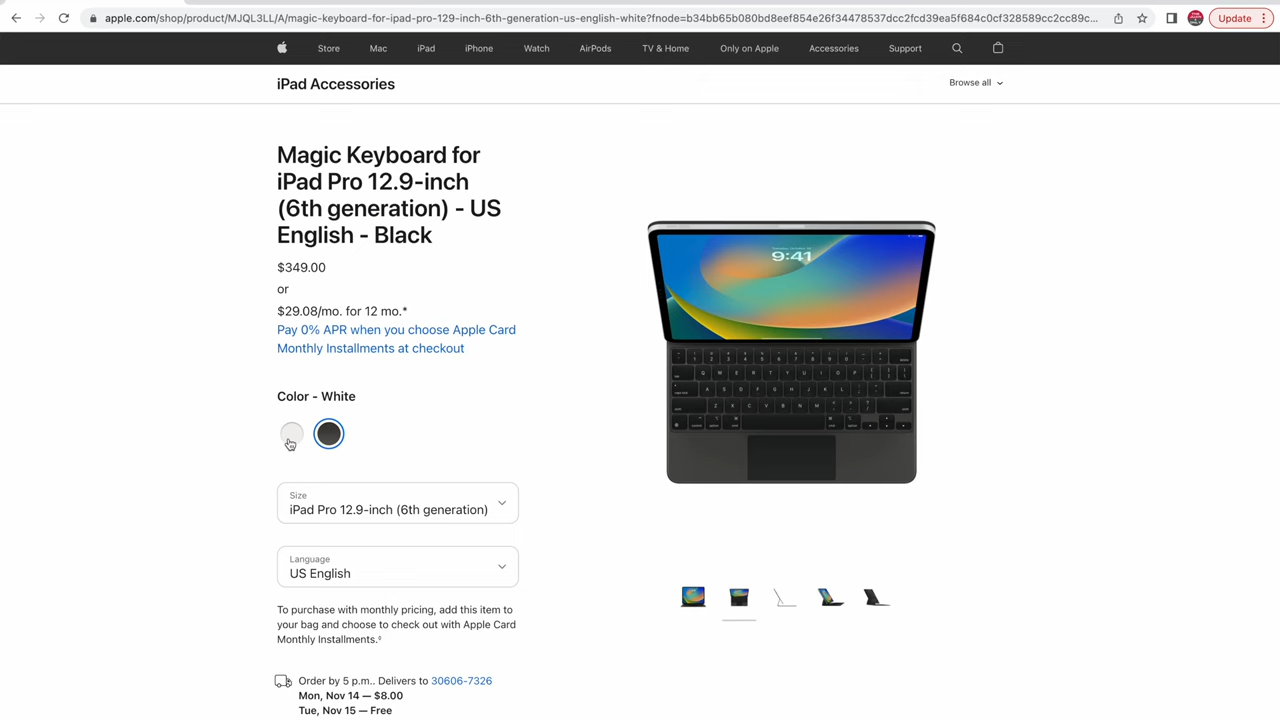 apple.com/shop/product/MJQL3LL/A/magic-keyboard-for-ipad-pro-129-inch-6th-generation-us-english-white?fnode=b34bb65b080bd8eef854e26f34478537dcc2fcd39ea5f684c0cf328589cc2cc89c...
Update
Store Mac iPad iPhone Watch AirPods TV & Home Only on Apple Accessories Support
iPad Accessories
Browse all
Magic Keyboard for
iPad Pro 12.9-inch
(6th generation) - US
English - Black
$349.00
or
$29.08/mo. for 12 mo.*
Pay 0% APR when you choose Apple Card
Monthly Installments at checkout
9:41
Color - White
Size
iPad Pro 12.9-inch (6th generation)
Language
US English
To purchase with monthly pricing, add this item to
your bag and choose to check out with Apple Card
Monthly Installments.◊
Order by 5 p.m.. Delivers to 30606-7326
Mon, Nov 14 — $8.00
Tue, Nov 15 — Free